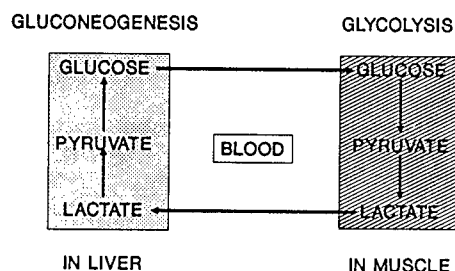 GLUCONEOGENESIS GLYCOLYSIS
GLUCOSE GLUCOSE
PYRUVATE BLOOD PYRUVATE
LACTATE LACTATE
IN LIVER IN MUSCLE